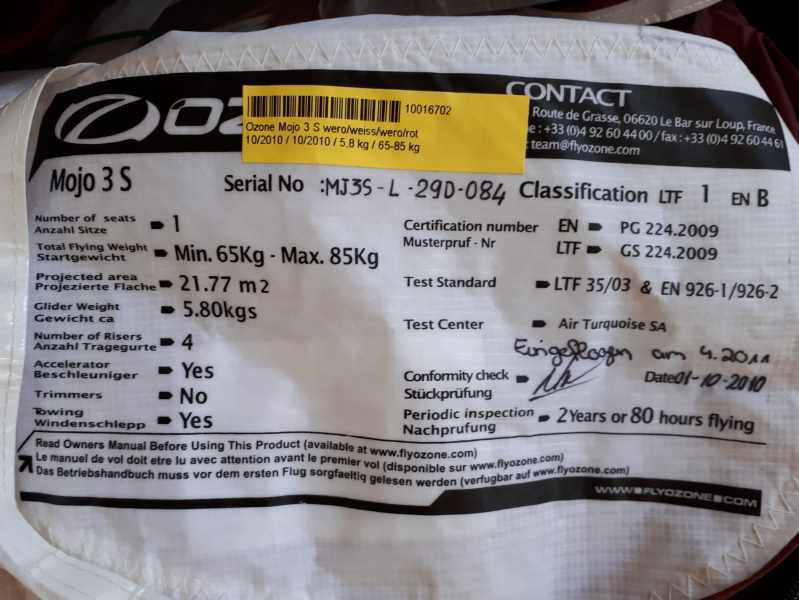 OZ
10016702
Ozone Mojo 3 S wero/weiss/wero/rot
10/2010 / 10/2010 / 5,8 kg / 65-85 kg
CONTACT
Route de Grasse, 06620 Le Bar sur Loup, France
e : +33 (0)4 92 60 44 00 / fax : +33 (0)4 92 60 44 61
: team@flyozone.com
Mojo 3 S
Serial No :MJ3S-L-29D-084
Classification LTF 1 EN B
Number of seats
Anzahl Sitze
1
Total Flying Weight
Startgewicht
Min. 65Kg - Max. 85Kg
Projected area
Projezierte Flache
21.77 m2
Glider Weight
Gewicht ca
5.80kgs
Number of Risers
Anzahl Tragegurte
4
Accelerator
Beschleuniger
Yes
Trimmers
No
Towing
Windenschlepp
Yes
Certification number
Musterpruf - Nr
EN PG 224.2009
LTF GS 224.2009
Test Standard
LTF 35/03 & EN 926-1/926-2
Test Center
Air Turquoise SA
Eingeflogen am 4.2011
Conformity check
Stückprüfung
Date01-10-2010
Periodic inspection
Nachprufung
2Years or 80 hours flying
Read Owners Manual Before Using This Product (available at www.flyozone.com)
Le manuel de vol doit etre lu avec attention avant le premier vol (disponible sur www.flyozone.com)
Das Betriebshandbuch muss vor dem ersten Flug sorgfaeltig gelesen werden (verfugbar auf www.flyozone.com)
WWW.FLYOZONE.COM